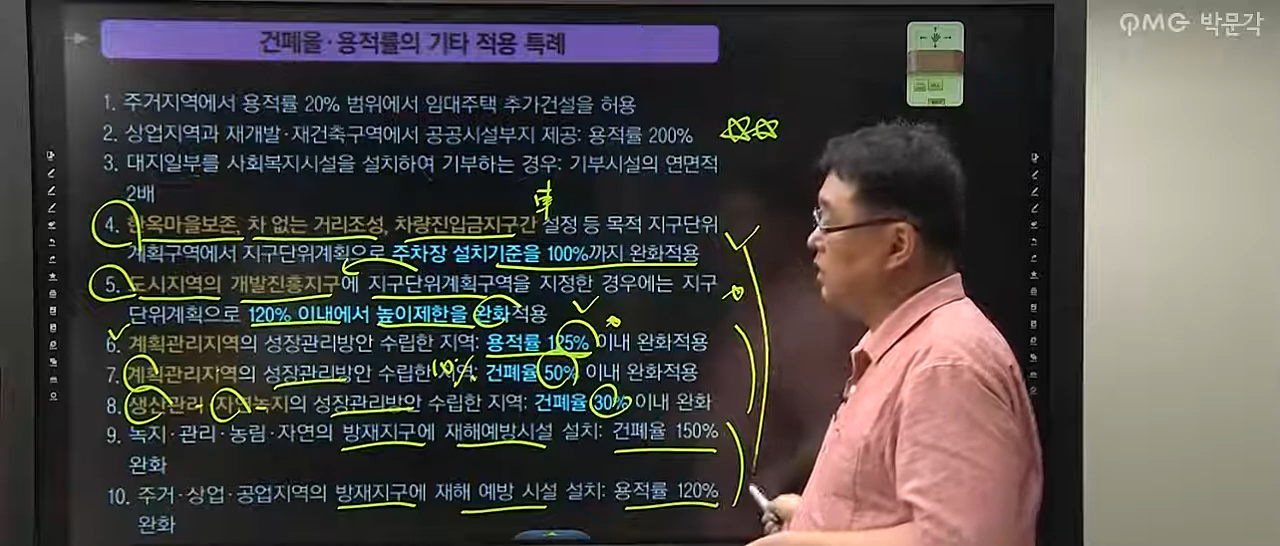 QMG 박문각
건폐율·용적률의 기타 적용 특례
1. 주거지역에서 용적률 20% 범위에서 임대주택 추가건설을 허용
2. 상업지역과 재개발·재건축구역에서 공공시설부지 제공: 용적률 200%
3. 대지일부를 사회복지시설을 설치하여 기부하는 경우: 기부시설의 연면적
2배
車
4. 한옥마을보존, 차 없는 거리조성, 차량진입금지구간 설정 등 목적 지구단위
계획구역에서 지구단위계획으로 주차장 설치기준을 100%까지 완화적용
5. 도시지역의 개발진흥지구에 지구단위계획구역을 지정한 경우에는 지구
단위계획으로 120% 이내에서 높이제한을 완화적용
6. 계획관리지역의 성장관리방안 수립한 지역: 용적률 125% 이내 완화적용
7. 계획관리지역의 성장관리방안 수립한 지역: 건폐율 50% 이내 완화적용
8. 생산관리·자연녹지의 성장관리방안 수립한 지역: 건폐율 30% 이내 완화
9. 녹지·관리·농림·자연의 방재지구에 재해예방시설 설치: 건폐율 150%
완화
10. 주거·상업·공업지역의 방재지구에 재해 예방 시설 설치: 용적률 120%
완화